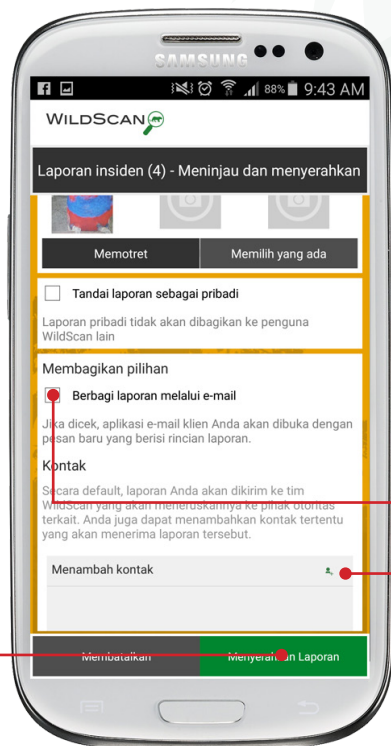 SAMSUNG
88% 9:43 AM
WILDSCAN
Laporan insiden (4) - Meninjau dan menyerahkan
Memotret
Memilih yang ada
Tandai laporan sebagai pribadi
Laporan pribadi tidak akan dibagikan ke penguna
WildScan lain
Membagikan pilihan
Berbagi laporan melalui e-mail
Jika dicek, aplikasi e-mail klien Anda akan dibuka dengan
pesan baru yang berisi rincian laporan.
Kontak
Secara default, laporan Anda akan dikirim ke tim
WildScan yang akan meneruskannya ke pihak otoritas
terkait. Anda juga dapat menambahkan kontak tertentu
yang akan menerima laporan tersebut.
Menambah kontak
Membatalkan
Menyerahkan Laporan